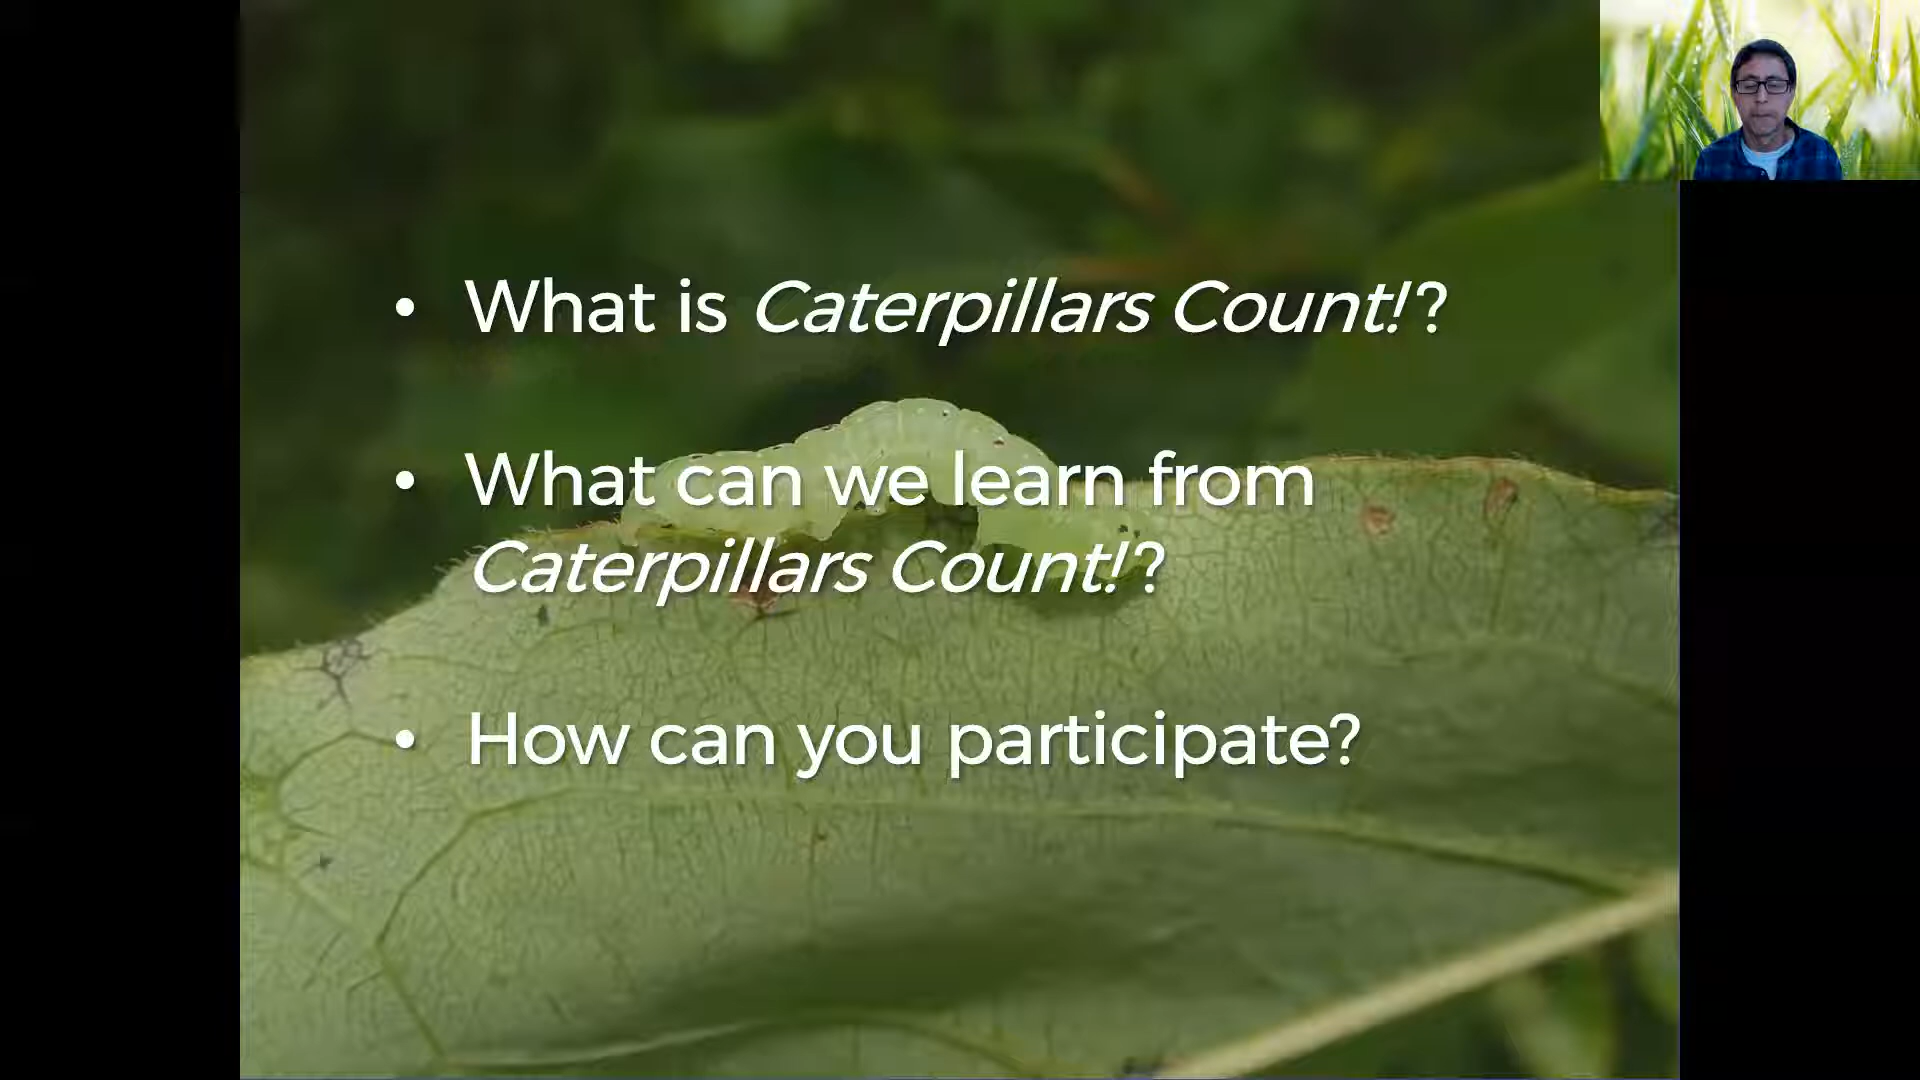 • What is Caterpillars Count!?
• What can we learn from
Caterpillars Count!?
• How can you participate?